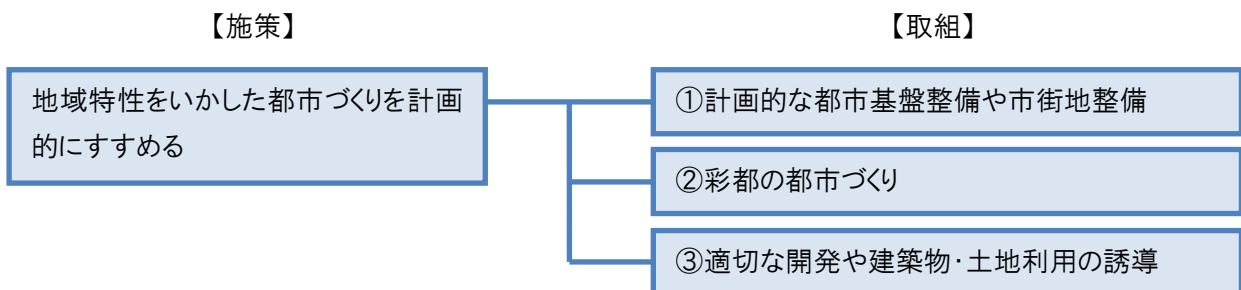 【施策】
【取組】
地域特性をいかした都市づくりを計画
的にすすめる
①計画的な都市基盤整備や市街地整備
②彩都の都市づくり
③適切な開発や建築物・土地利用の誘導